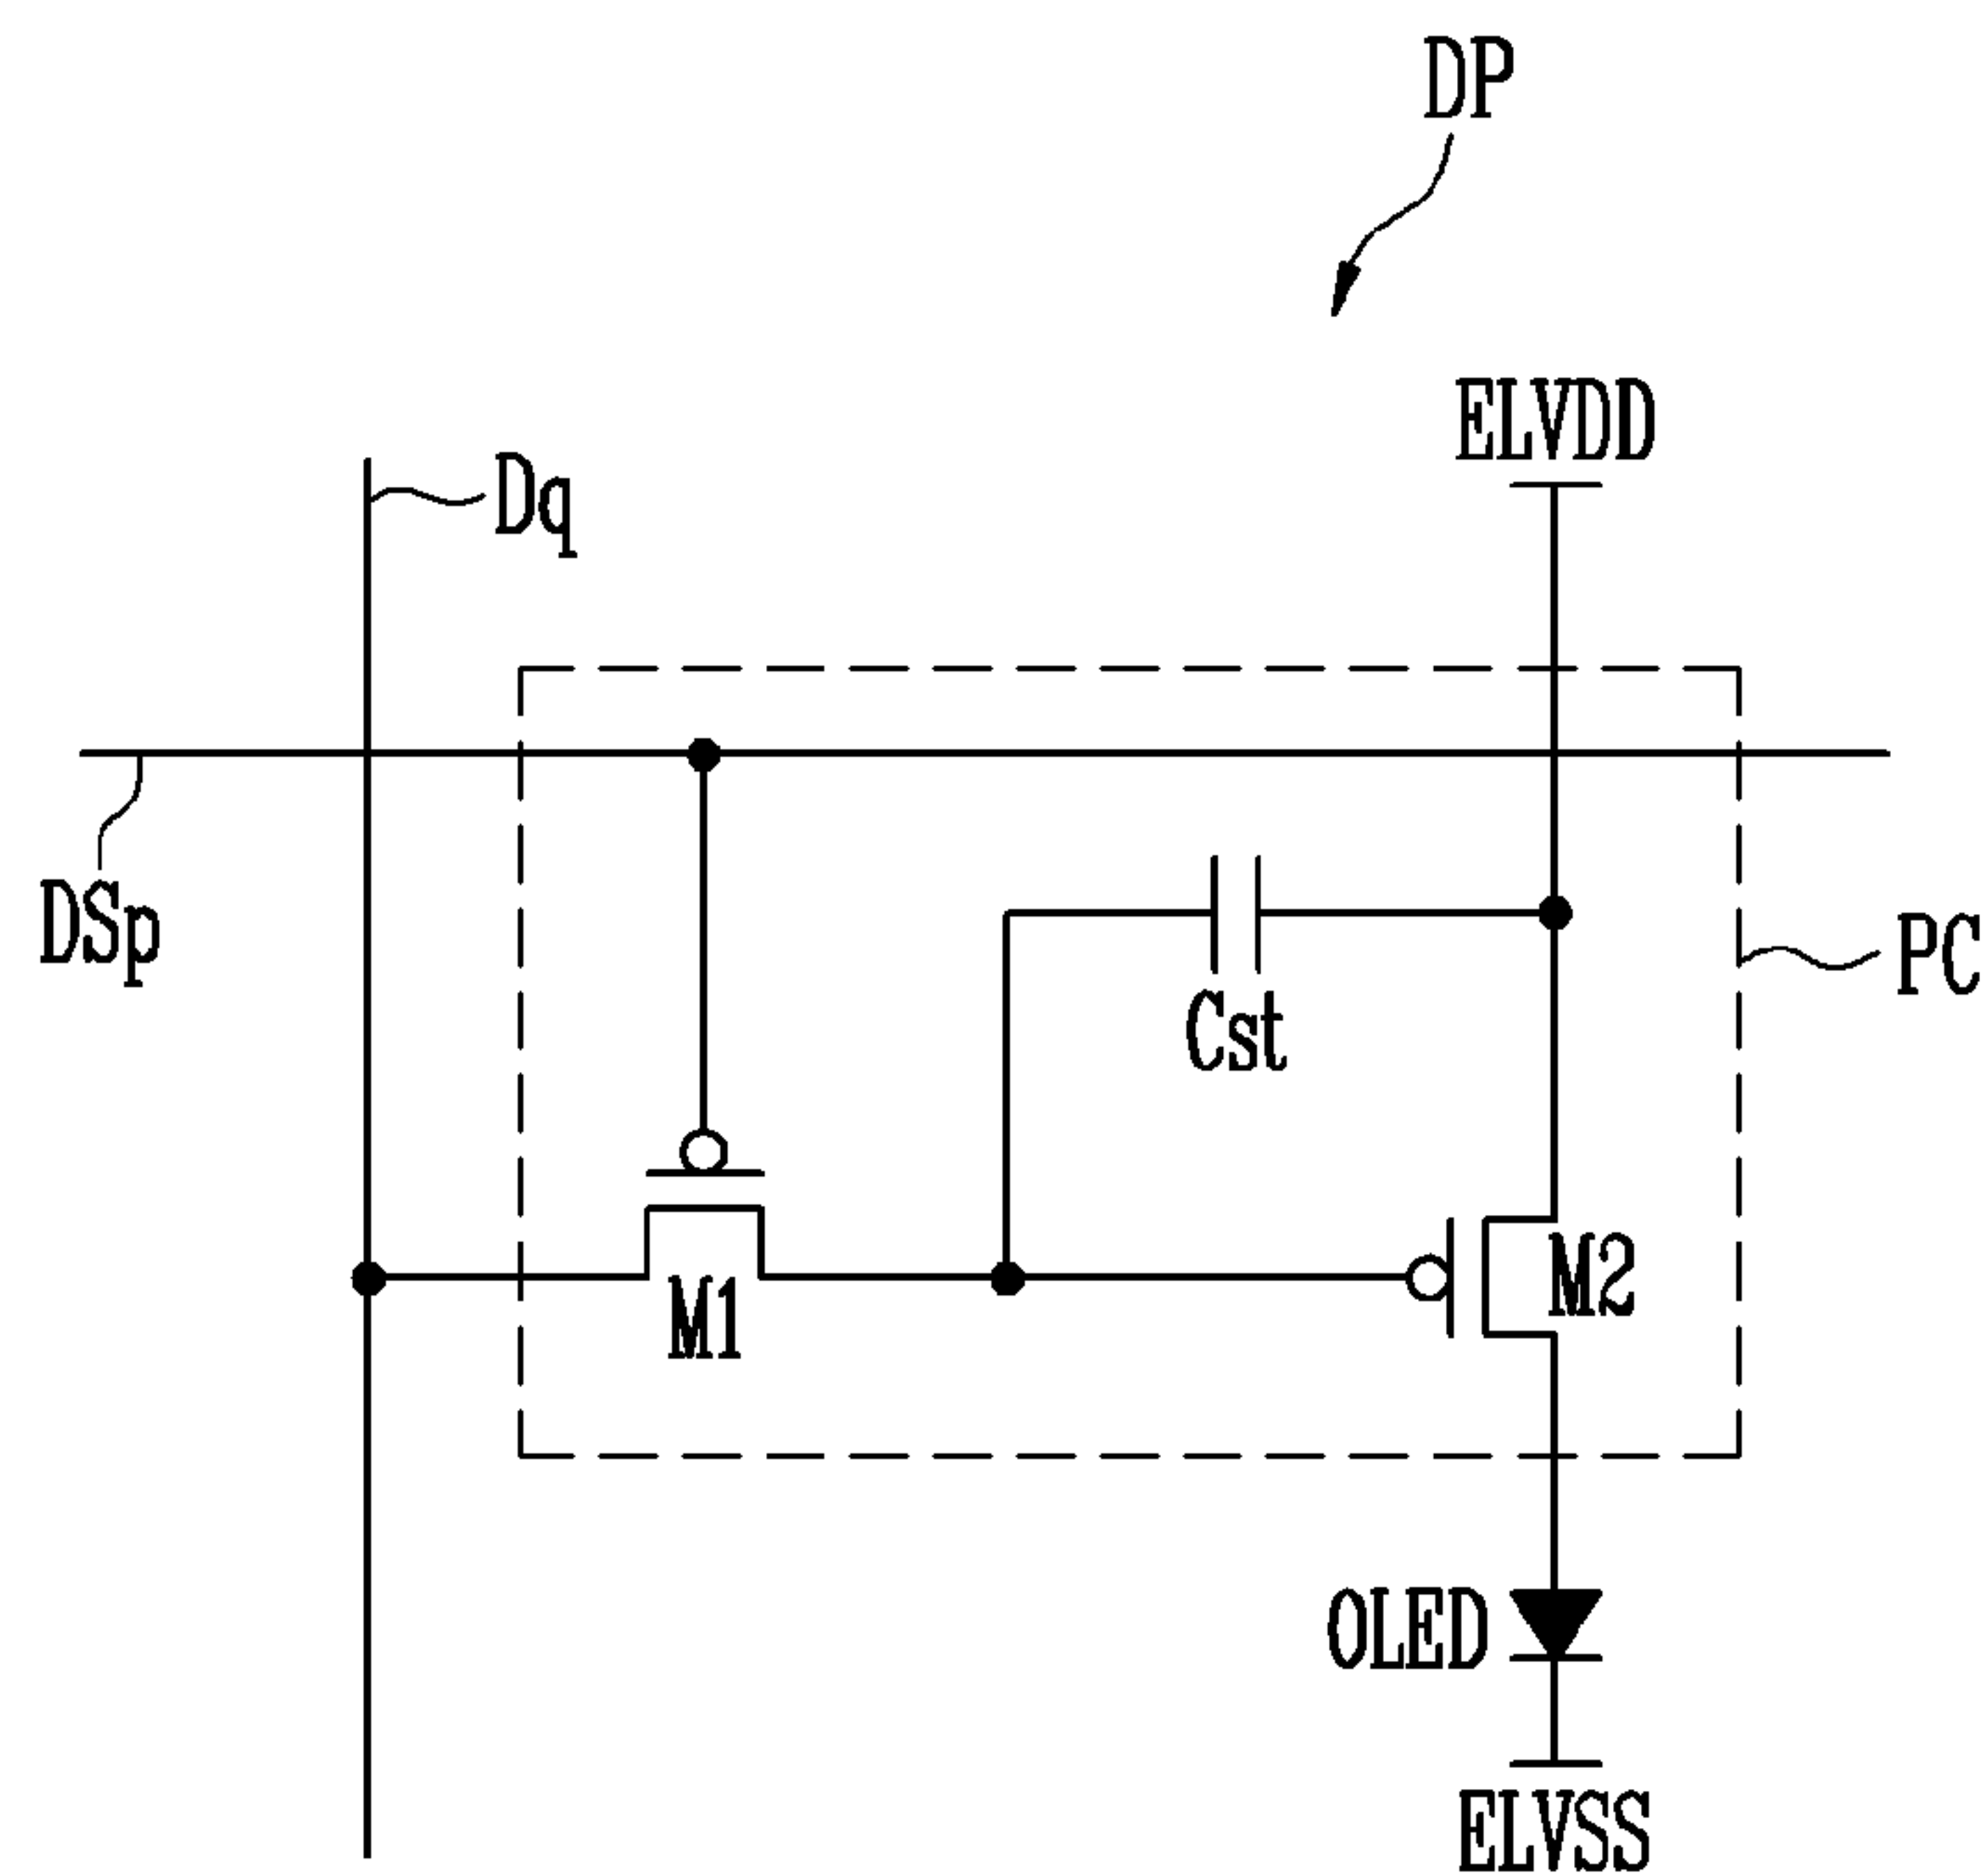 DP
ELVDD
Dq
DSp
PC
Cst
M2
M1
OLED
ELVSS